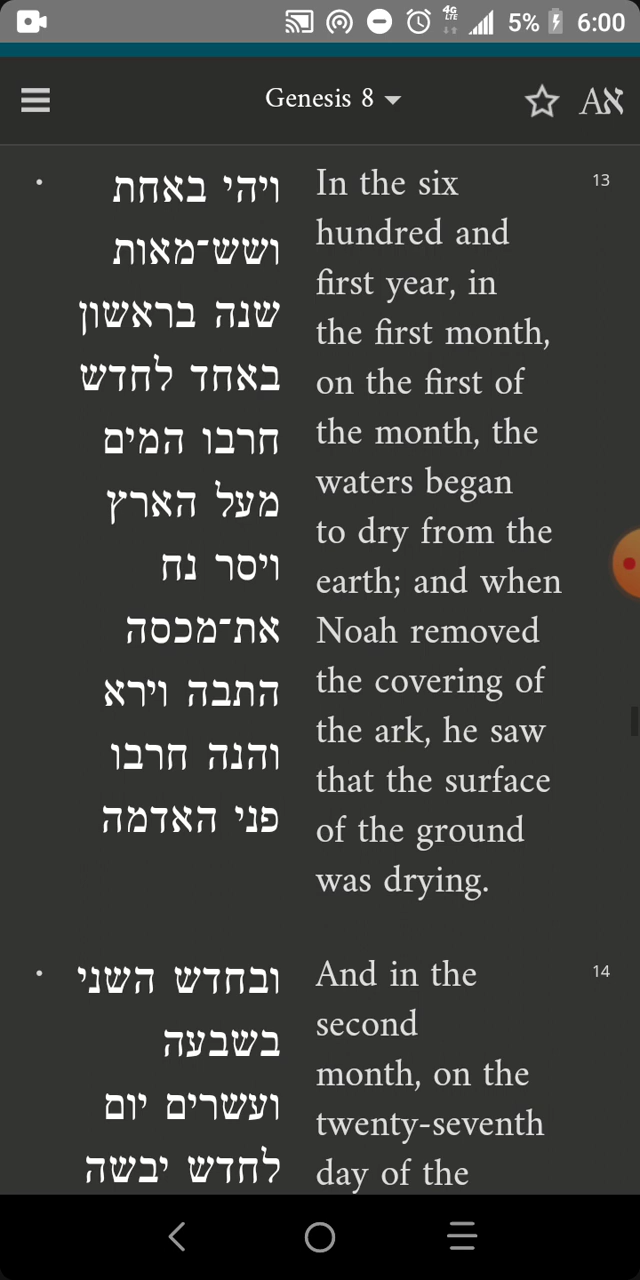 4G
LTE
5%
6:00
Genesis 8
Aא
ויהי באחת
ושש־מאות
שנה בראשון
באחד לחדש
חרבו המים
מעל הארץ
ויסר נח
את־מכסה
התבה וירא
והנה חרבו
פני האדמה
In the six
hundred and
first year, in
the first month,
on the first of
the month, the
waters began
to dry from the
earth; and when
Noah removed
the covering of
the ark, he saw
that the surface
of the ground
was drying.
13
ובחדש השני
בשבעה
ועשרים יום
לחדש יבשה
And in the
second
month, on the
twenty-seventh
day of the
14